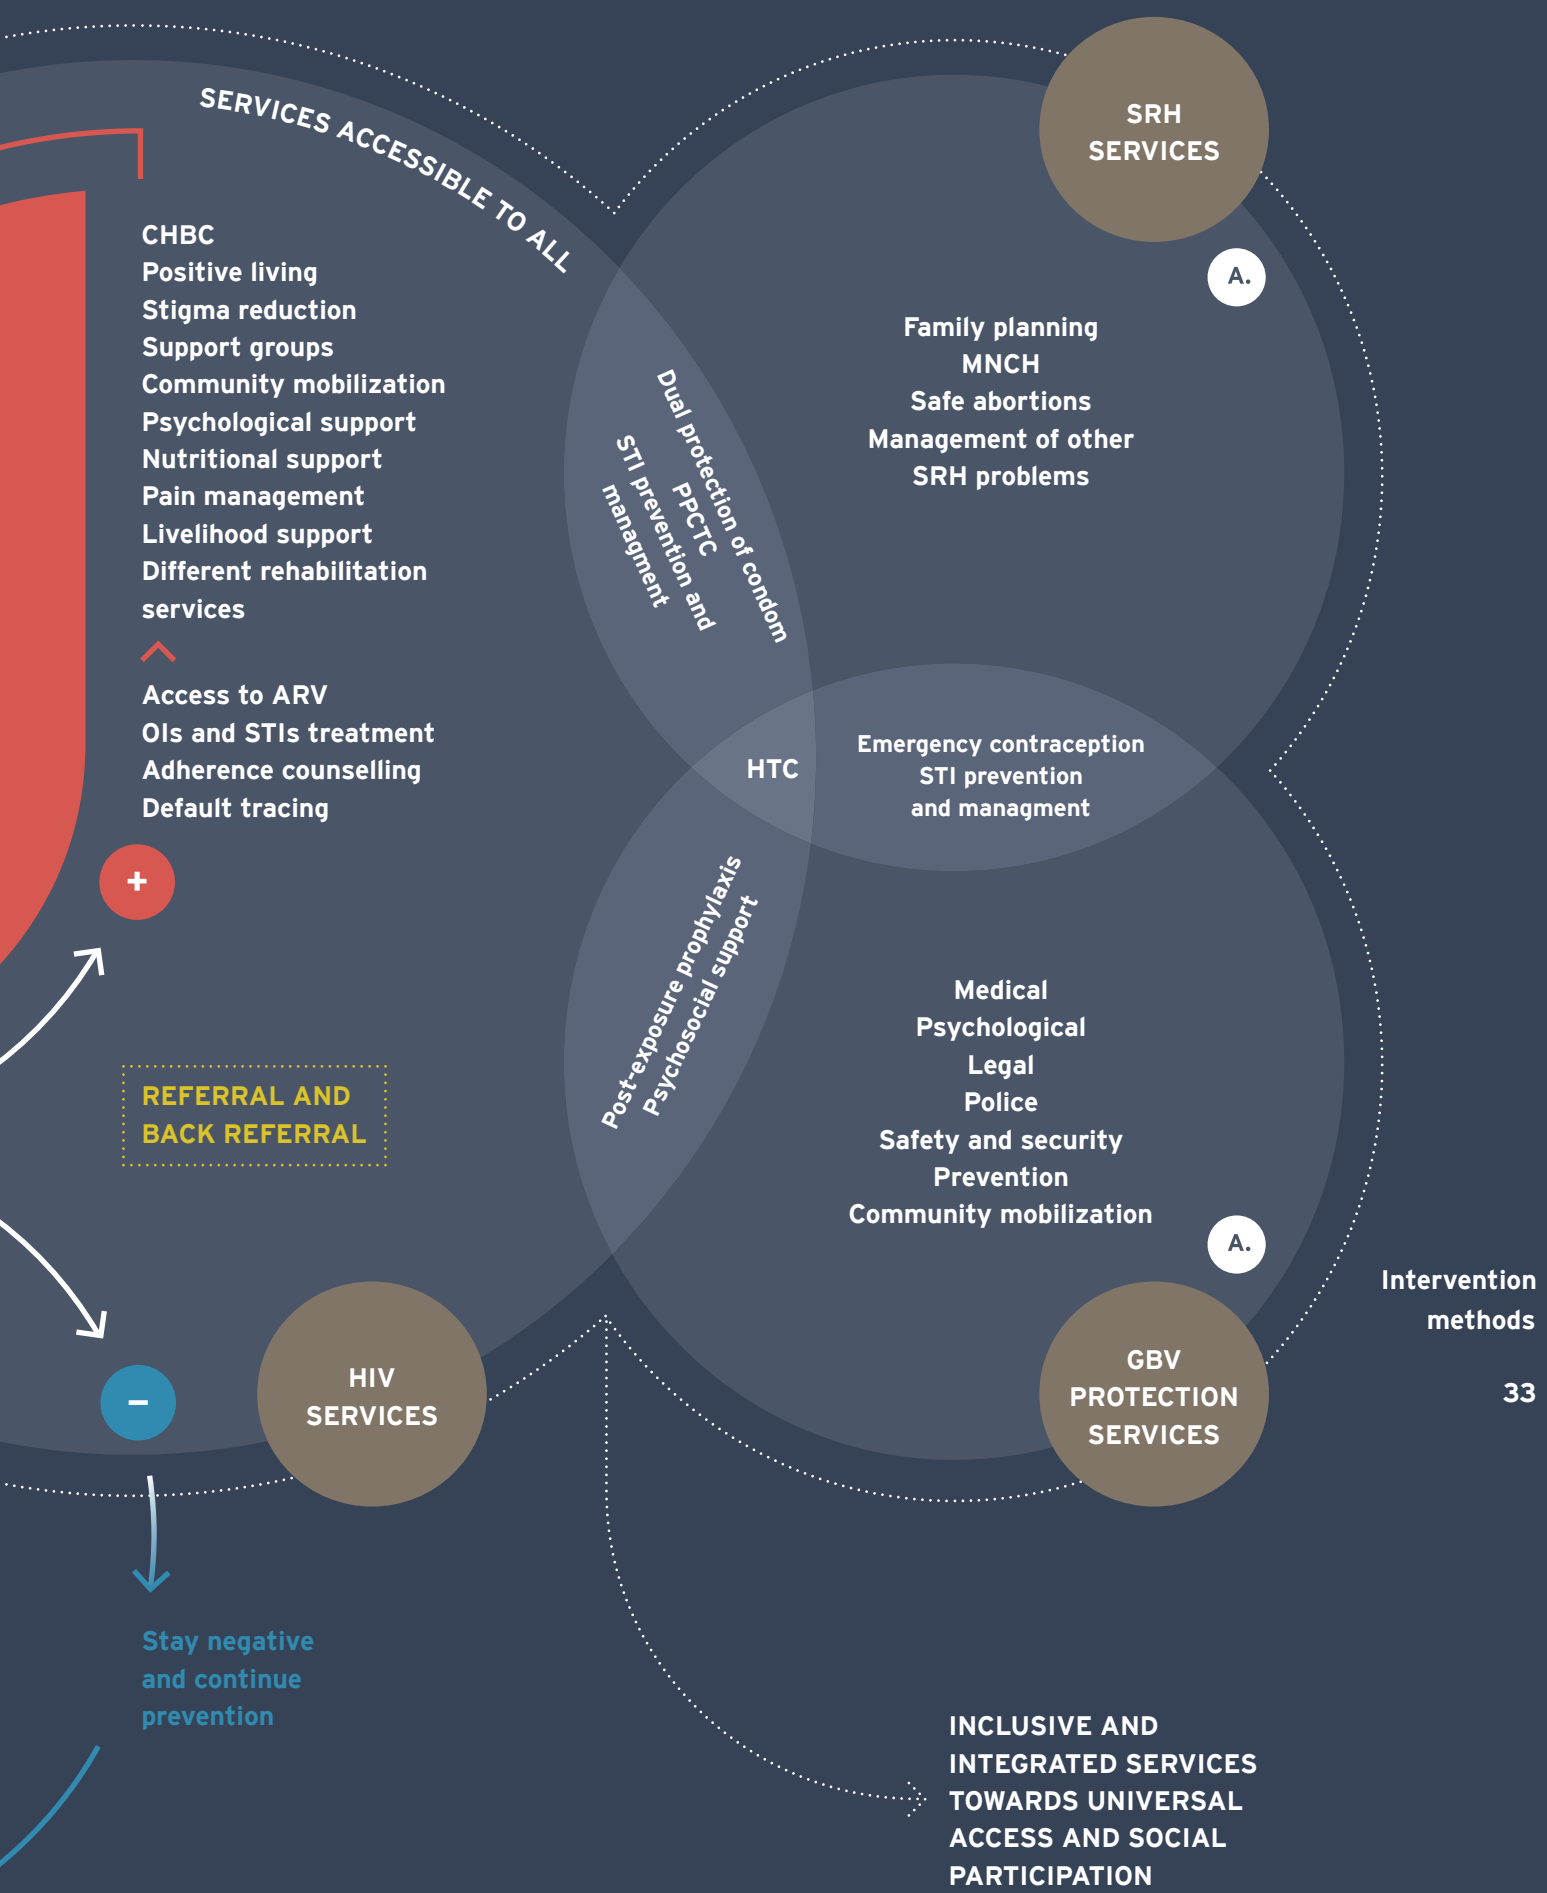 SERVICES ACCESSIBLE TO ALL
CHBC
Positive living
Stigma reduction
Support groups
Community mobilization
Psychological support
Nutritional support
Pain management
Livelihood support
Different rehabilitation
services
Access to ARV
OIs and STIs treatment
Adherence counselling
Default tracing
+
REFERRAL AND
BACK REFERRAL
–
HIV
SERVICES
Stay negative
and continue
prevention
Dual protection of condom
PPCTC
STI prevention and
managment
HTC
Post-exposure prophylaxis
Psychosocial support
SRH
SERVICES
A.
Family planning
MNCH
Safe abortions
Management of other
SRH problems
Emergency contraception
STI prevention
and managment
Medical
Psychological
Legal
Police
Safety and security
Prevention
Community mobilization
A.
GBV
PROTECTION
SERVICES
Intervention
methods
33
INCLUSIVE AND
INTEGRATED SERVICES
TOWARDS UNIVERSAL
ACCESS AND SOCIAL
PARTICIPATION